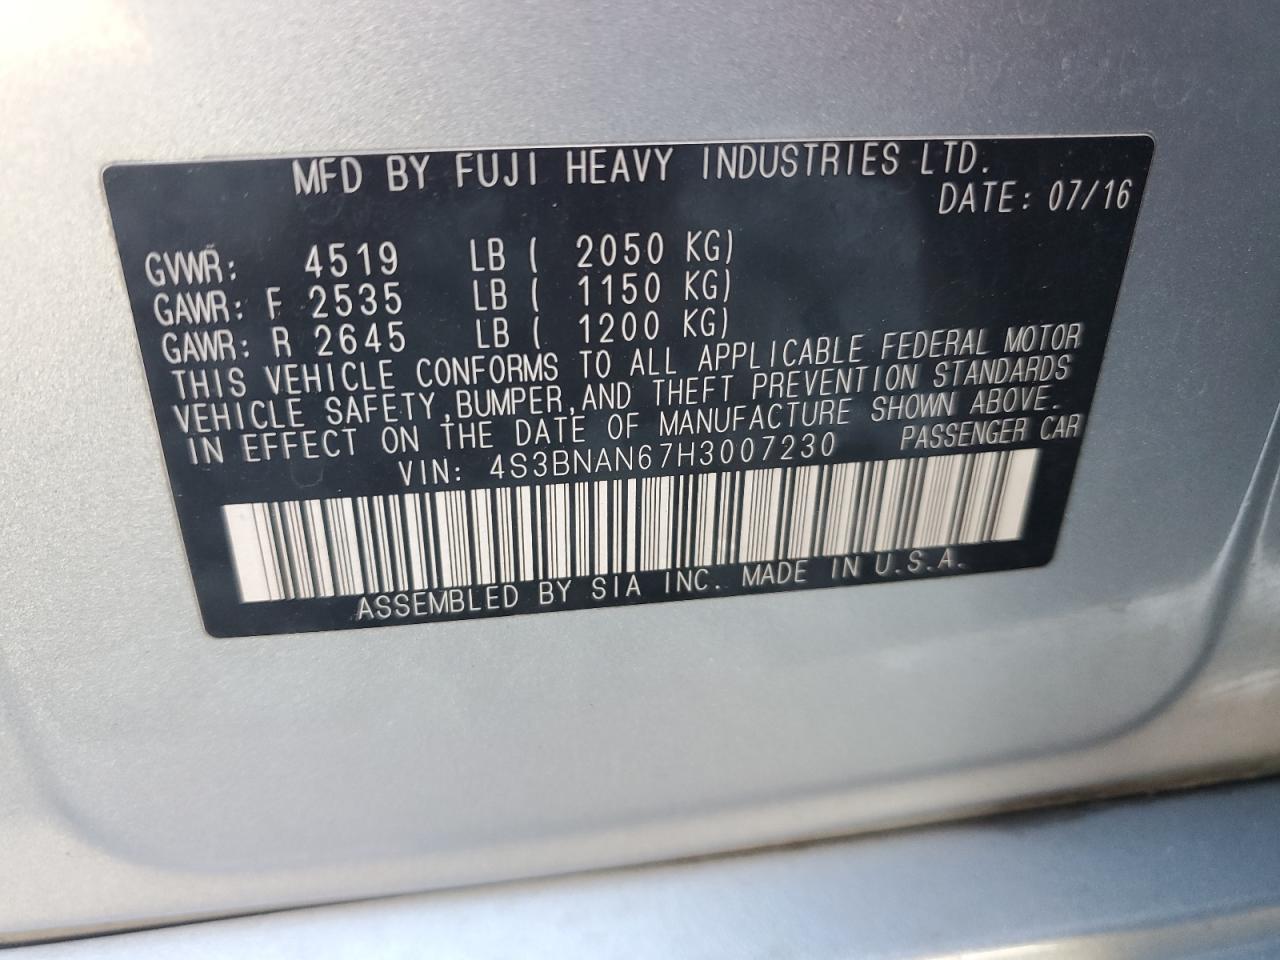 MFD BY FUJI HEAVY INDUSTRIES LTD.
DATE: 07/16
GVWR: 4519 LB ( 2050 KG)
GAWR: F 2535 LB ( 1150 KG)
GAWR: R 2645 LB ( 1200 KG)
THIS VEHICLE CONFORMS TO ALL APPLICABLE FEDERAL MOTOR
VEHICLE SAFETY,BUMPER,AND THEFT PREVENTION STANDARDS
IN EFFECT ON THE DATE OF MANUFACTURE SHOWN ABOVE.
VIN: 4S3BNAN67H3007230 PASSENGER CAR
ASSEMBLED BY SIA INC. MADE IN U.S.A.